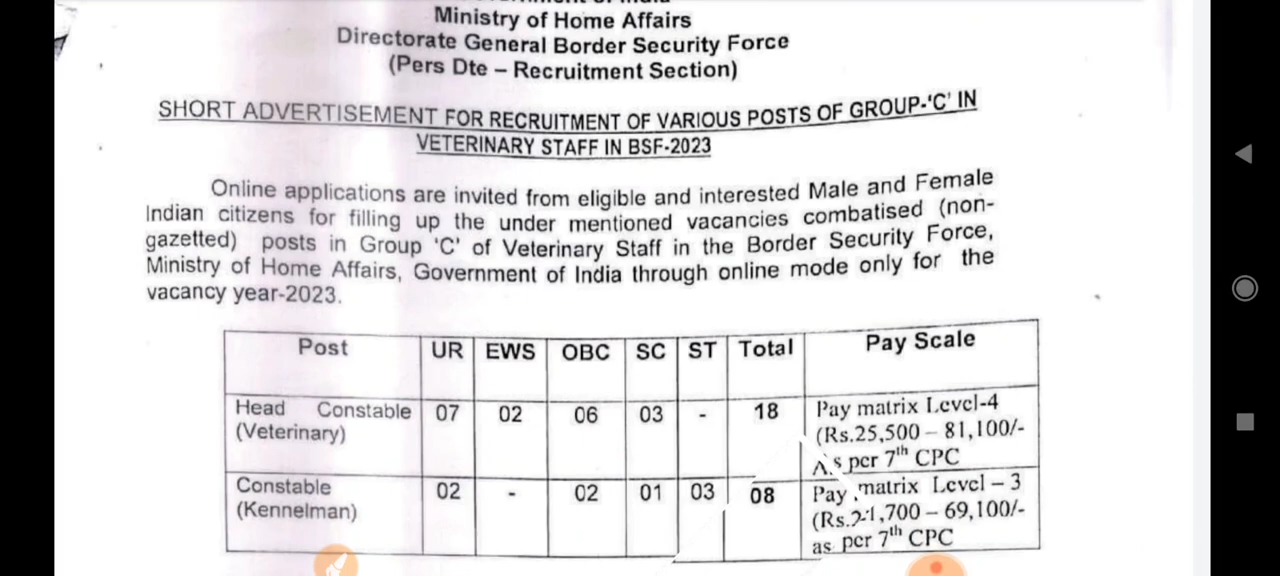 Ministry of Home Affairs
Directorate General Border Security Force
(Pers Dte – Recruitment Section)
SHORT ADVERTISEMENT FOR RECRUITMENT OF VARIOUS POSTS OF GROUP-'C' IN
VETERINARY STAFF IN BSF-2023
Online applications are invited from eligible and interested Male and Female
Indian citizens for filling up the under mentioned vacancies combatised (non-
gazetted) posts in Group 'C' of Veterinary Staff in the Border Security Force,
Ministry of Home Affairs, Government of India through online mode only for the
vacancy year-2023.
Post UR EWS OBC SC ST Total Pay Scale
Head Constable 07 02 06 03 - 18 Pay matrix Level-4
(Veterinary) (Rs.25,500 – 81,100/-
As per 7th CPC
Constable 02 - 02 01 03 08 Pay matrix Level – 3
(Kennelman) (Rs.21,700 – 69,100/-
as per 7th CPC